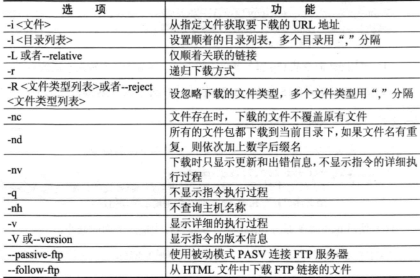 选 项 功 能
-i <文件> 从指定文件获取要下载的 URL 地址
-l <目录列表> 设置顺着的目录列表，多个目录用“,”分隔
-L 或者--relative 仅顺着关联的链接
-r 递归下载方式
-R <文件类型列表>或者--reject
<文件类型列表> 设忽略下载的文件类型，多个文件类型用“,”分隔
-nc 文件存在时，下载的文件不覆盖原有文件
-nd 所有的文件包都下载到当前目录下，如果文件名有重
复，则依次加上数字后缀名
-nv 下载时只显示更新和出错信息，不显示指令的详细执
行过程
-q 不显示指令执行过程
-nh 不查询主机名称
-v 显示详细的执行过程
-V 或--version 显示指令的版本信息
--passive-ftp 使用被动模式 PASV 连接 FTP 服务器
--follow-ftp 从 HTML 文件中下载 FTP 链接的文件